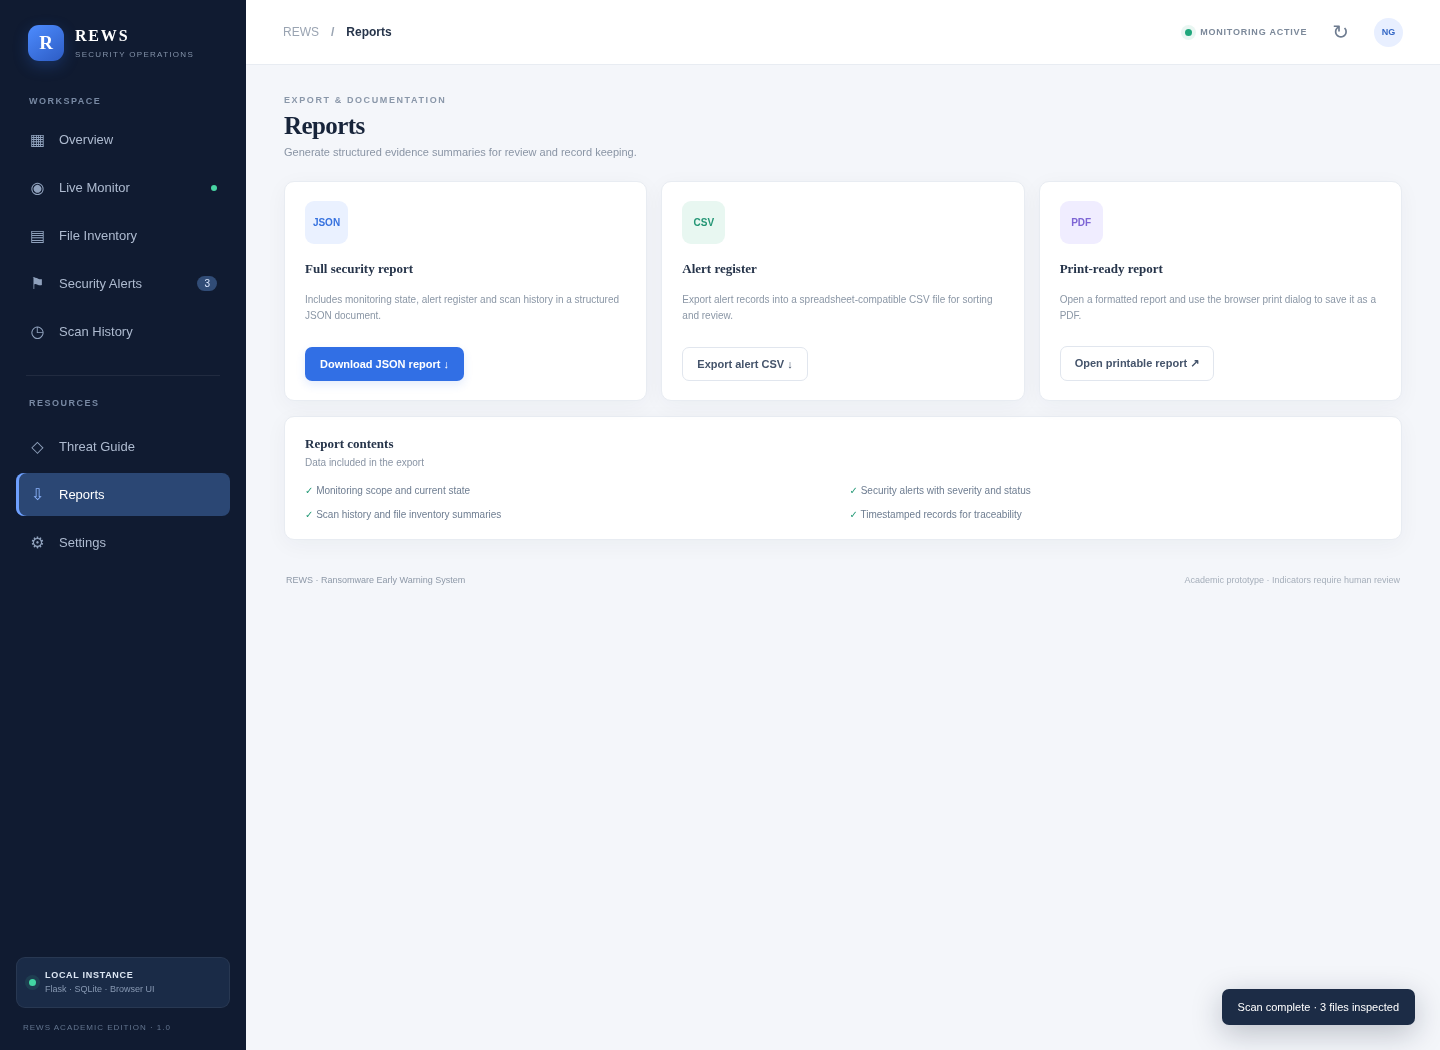 R
REWS
SECURITY OPERATIONS
WORKSPACE
Overview
Live Monitor
File Inventory
Security Alerts 3
Scan History
RESOURCES
Threat Guide
Reports
Settings
LOCAL INSTANCE
Flask · SQLite · Browser UI
REWS ACADEMIC EDITION · 1.0
REWS / Reports
MONITORING ACTIVE
NG
EXPORT & DOCUMENTATION
Reports
Generate structured evidence summaries for review and record keeping.
JSON
Full security report
Includes monitoring state, alert register and scan history in a structured
JSON document.
Download JSON report ↓
CSV
Alert register
Export alert records into a spreadsheet-compatible CSV file for sorting
and review.
Export alert CSV ↓
PDF
Print-ready report
Open a formatted report and use the browser print dialog to save it as a
PDF.
Open printable report ↗
Report contents
Data included in the export
✓ Monitoring scope and current state
✓ Security alerts with severity and status
✓ Scan history and file inventory summaries
✓ Timestamped records for traceability
REWS · Ransomware Early Warning System
Academic prototype · Indicators require human review
Scan complete · 3 files inspected